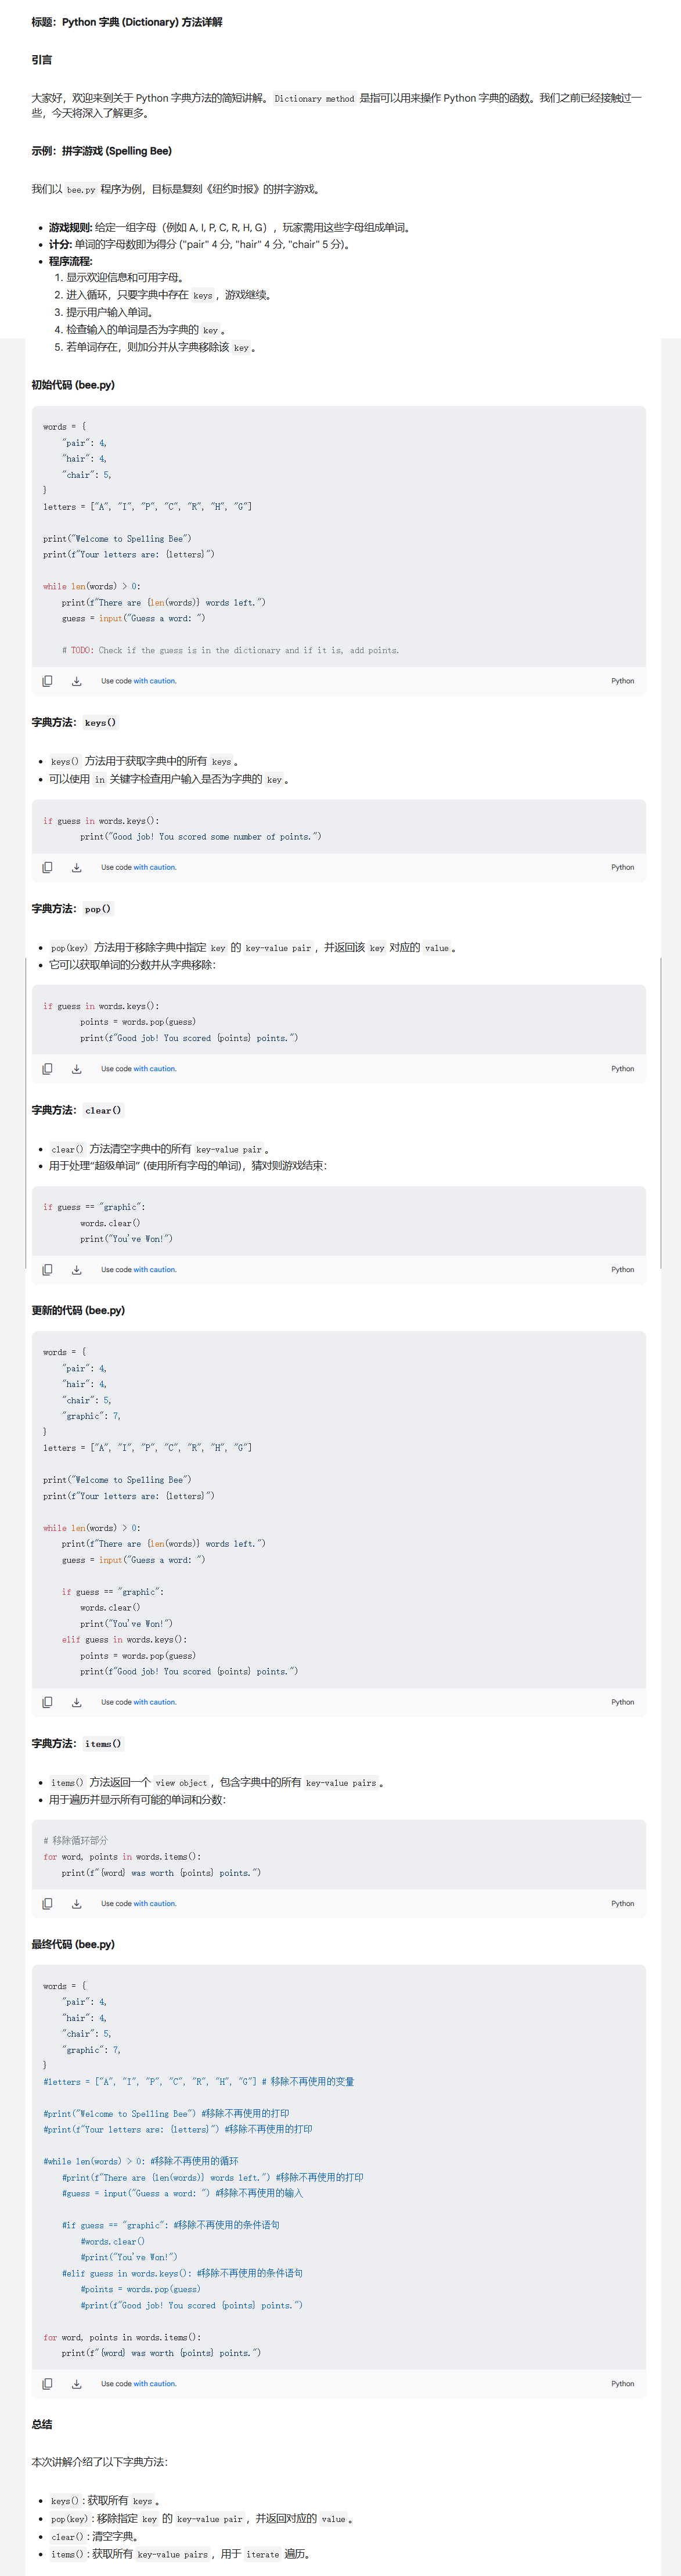 标题：Python 字典 (Dictionary) 方法详解
引言
大家好，欢迎来到关于 Python 字典方法的简短讲解。Dictionary method 是指可以用来操作 Python 字典的函数。我们之前已经接触过一
些，今天将深入了解更多。
示例：拼字游戏 (Spelling Bee)
我们以 bee.py 程序为例，目标是复刻《纽约时报》的拼字游戏。
• 游戏规则: 给定一组字母（例如 A, I, P, C, R, H, G），玩家需用这些字母组成单词。
• 计分: 单词的字母数即为得分 ("pair" 4 分, "hair" 4 分, "chair" 5 分)。
• 程序流程:
1. 显示欢迎信息和可用字母。
2. 进入循环，只要字典中存在 keys，游戏继续。
3. 提示用户输入单词。
4. 检查输入的单词是否为字典的 key。
5. 若单词存在，则加分并从字典移除该 key。
初始代码 (bee.py)
words = {
    "pair": 4,
    "hair": 4,
    "chair": 5,
}
letters = ["A", "I", "P", "C", "R", "H", "G"]
print("Welcome to Spelling Bee")
print(f"Your letters are: {letters}")
while len(words) > 0:
    print(f"There are {len(words)} words left.")
    guess = input("Guess a word: ")
    # TODO: Check if the guess is in the dictionary and if it is, add points.
Use code with caution. Python
字典方法：keys()
• keys() 方法用于获取字典中的所有 keys。
• 可以使用 in 关键字检查用户输入是否为字典的 key。
if guess in words.keys():
        print("Good job! You scored some number of points.")
Use code with caution. Python
字典方法：pop()
• pop(key) 方法用于移除字典中指定 key 的 key-value pair，并返回该 key 对应的 value。
• 它可以获取单词的分数并从字典移除：
if guess in words.keys():
        points = words.pop(guess)
        print(f"Good job! You scored {points} points.")
Use code with caution. Python
字典方法：clear()
• clear() 方法清空字典中的所有 key-value pair。
• 用于处理“超级单词” (使用所有字母的单词)，猜对则游戏结束：
if guess == "graphic":
        words.clear()
        print("You've Won!")
Use code with caution. Python
更新的代码 (bee.py)
words = {
    "pair": 4,
    "hair": 4,
    "chair": 5,
    "graphic": 7,
}
letters = ["A", "I", "P", "C", "R", "H", "G"]
print("Welcome to Spelling Bee")
print(f"Your letters are: {letters}")
while len(words) > 0:
    print(f"There are {len(words)} words left.")
    guess = input("Guess a word: ")
    if guess == "graphic":
        words.clear()
        print("You've Won!")
    elif guess in words.keys():
        points = words.pop(guess)
        print(f"Good job! You scored {points} points.")
Use code with caution. Python
字典方法：items()
• items() 方法返回一个 view object，包含字典中的所有 key-value pairs。
• 用于遍历并显示所有可能的单词和分数：
# 移除循环部分
for word, points in words.items():
    print(f"{word} was worth {points} points.")
Use code with caution. Python
最终代码 (bee.py)
words = {
    "pair": 4,
    "hair": 4,
    "chair": 5,
    "graphic": 7,
}
#letters = ["A", "I", "P", "C", "R", "H", "G"] # 移除不再使用的变量
#print("Welcome to Spelling Bee") #移除不再使用的打印
#print(f"Your letters are: {letters}") #移除不再使用的打印
#while len(words) > 0: #移除不再使用的循环
    #print(f"There are {len(words)} words left.") #移除不再使用的打印
    #guess = input("Guess a word: ") #移除不再使用的输入
    #if guess == "graphic": #移除不再使用的条件语句
        #words.clear()
        #print("You've Won!")
    #elif guess in words.keys(): #移除不再使用的条件语句
        #points = words.pop(guess)
        #print(f"Good job! You scored {points} points.")
for word, points in words.items():
    print(f"{word} was worth {points} points.")
Use code with caution. Python
总结
本次讲解介绍了以下字典方法：
• keys(): 获取所有 keys。
• pop(key): 移除指定 key 的 key-value pair，并返回对应的 value。
• clear(): 清空字典。
• items(): 获取所有 key-value pairs，用于 iterate 遍历。